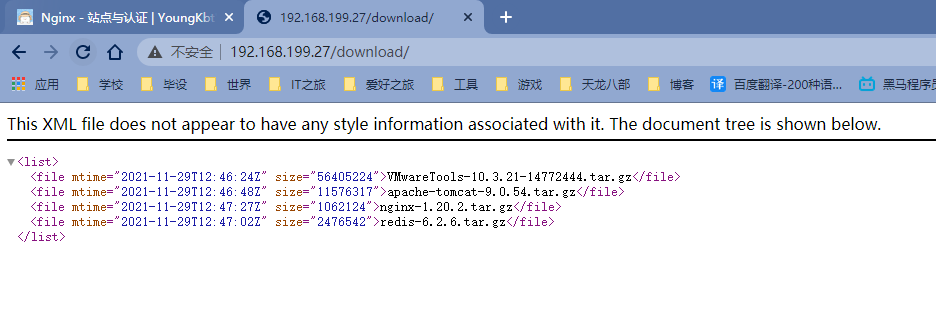 Nginx - 站点与认证 | YoungKbt
192.168.199.27/download/
不安全 192.168.199.27/download/
应用 学校 毕设 世界 IT之旅 爱好之旅 工具 游戏 天龙八部 博客 译 百度翻译-200种语... 黑马程序员
This XML file does not appear to have any style information associated with it. The document tree is shown below.
▼<list>
<file mtime="2021-11-29T12:46:24Z" size="56405224">VMwareTools-10.3.21-14772444.tar.gz</file>
<file mtime="2021-11-29T12:46:48Z" size="11576317">apache-tomcat-9.0.54.tar.gz</file>
<file mtime="2021-11-29T12:47:27Z" size="1062124">nginx-1.20.2.tar.gz</file>
<file mtime="2021-11-29T12:47:02Z" size="2476542">redis-6.2.6.tar.gz</file>
</list>